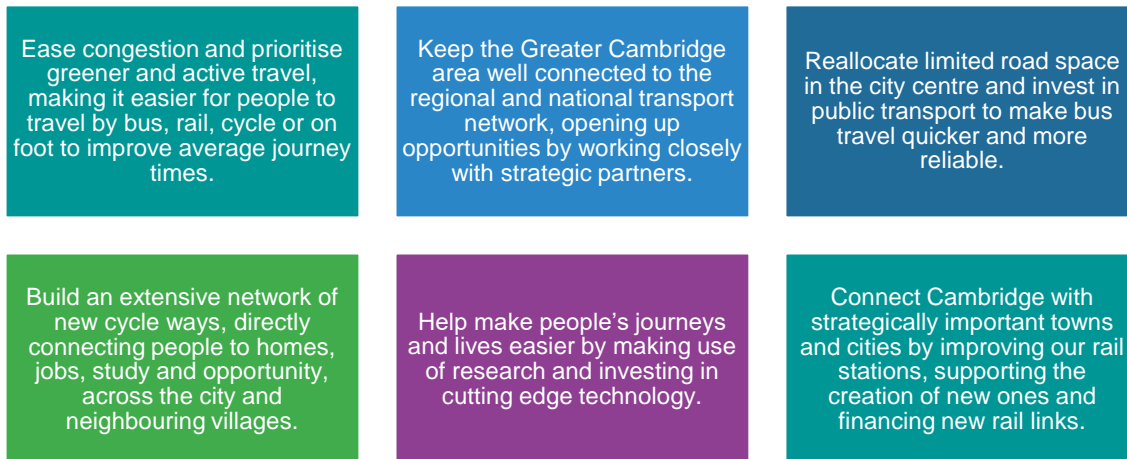 Ease congestion and prioritise
greener and active travel,
making it easier for people to
travel by bus, rail, cycle or on
foot to improve average journey
times.
Keep the Greater Cambridge
area well connected to the
regional and national transport
network, opening up
opportunities by working closely
with strategic partners.
Reallocate limited road space
in the city centre and invest in
public transport to make bus
travel quicker and more
reliable.
Build an extensive network of
new cycle ways, directly
connecting people to homes,
jobs, study and opportunity,
across the city and
neighbouring villages.
Help make people's journeys
and lives easier by making use
of research and investing in
cutting edge technology.
Connect Cambridge with
strategically important towns
and cities by improving our rail
stations, supporting the
creation of new ones and
financing new rail links.